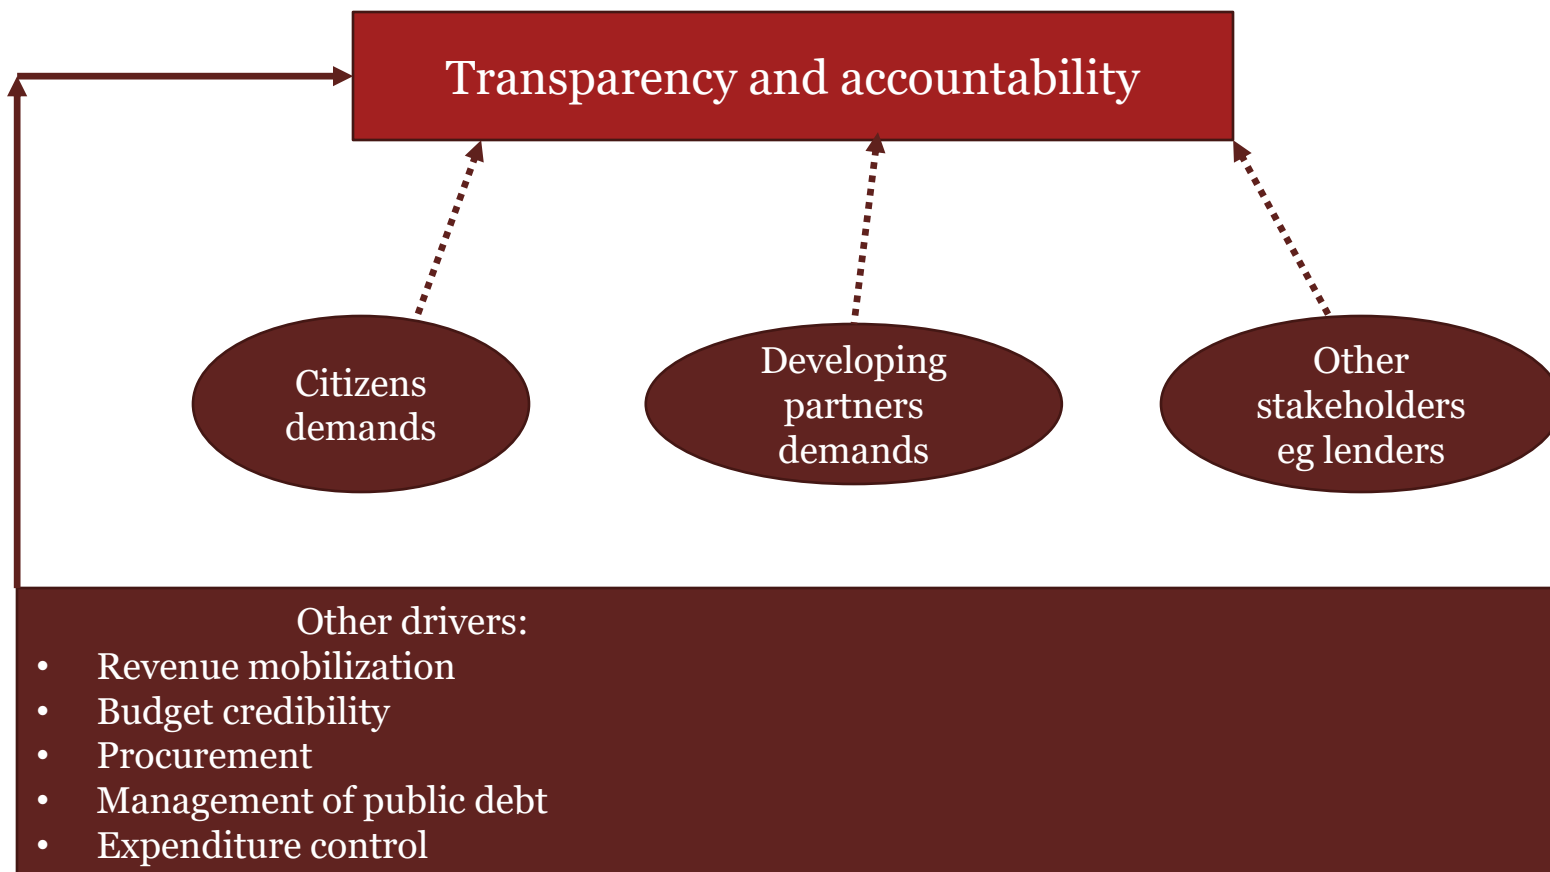 Transparency and accountability
Citizens
demands
Developing
partners
demands
Other
stakeholders
eg lenders
Other drivers:
• Revenue mobilization
• Budget credibility
• Procurement
• Management of public debt
• Expenditure control